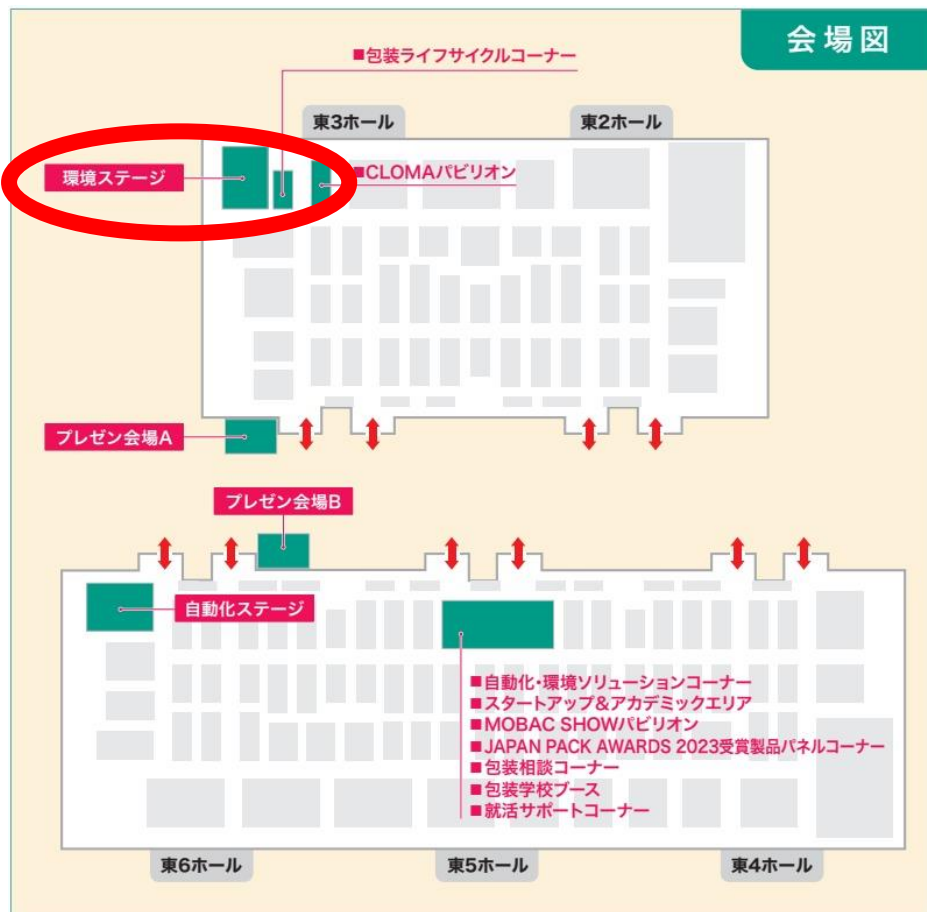 会場図
■包装ライフサイクルコーナー
東3ホール
東2ホール
環境ステージ
■CLOMAパビリオン
プレゼン会場A
プレゼン会場B
自動化ステージ
■自動化・環境ソリューションコーナー
■スタートアップ&アカデミックエリア
■MOBAC SHOWパビリオン
■JAPAN PACK AWARDS 2023受賞製品パネルコーナー
■包装相談コーナー
■包装学校ブース
■就活サポートコーナー
東6ホール
東5ホール
東4ホール